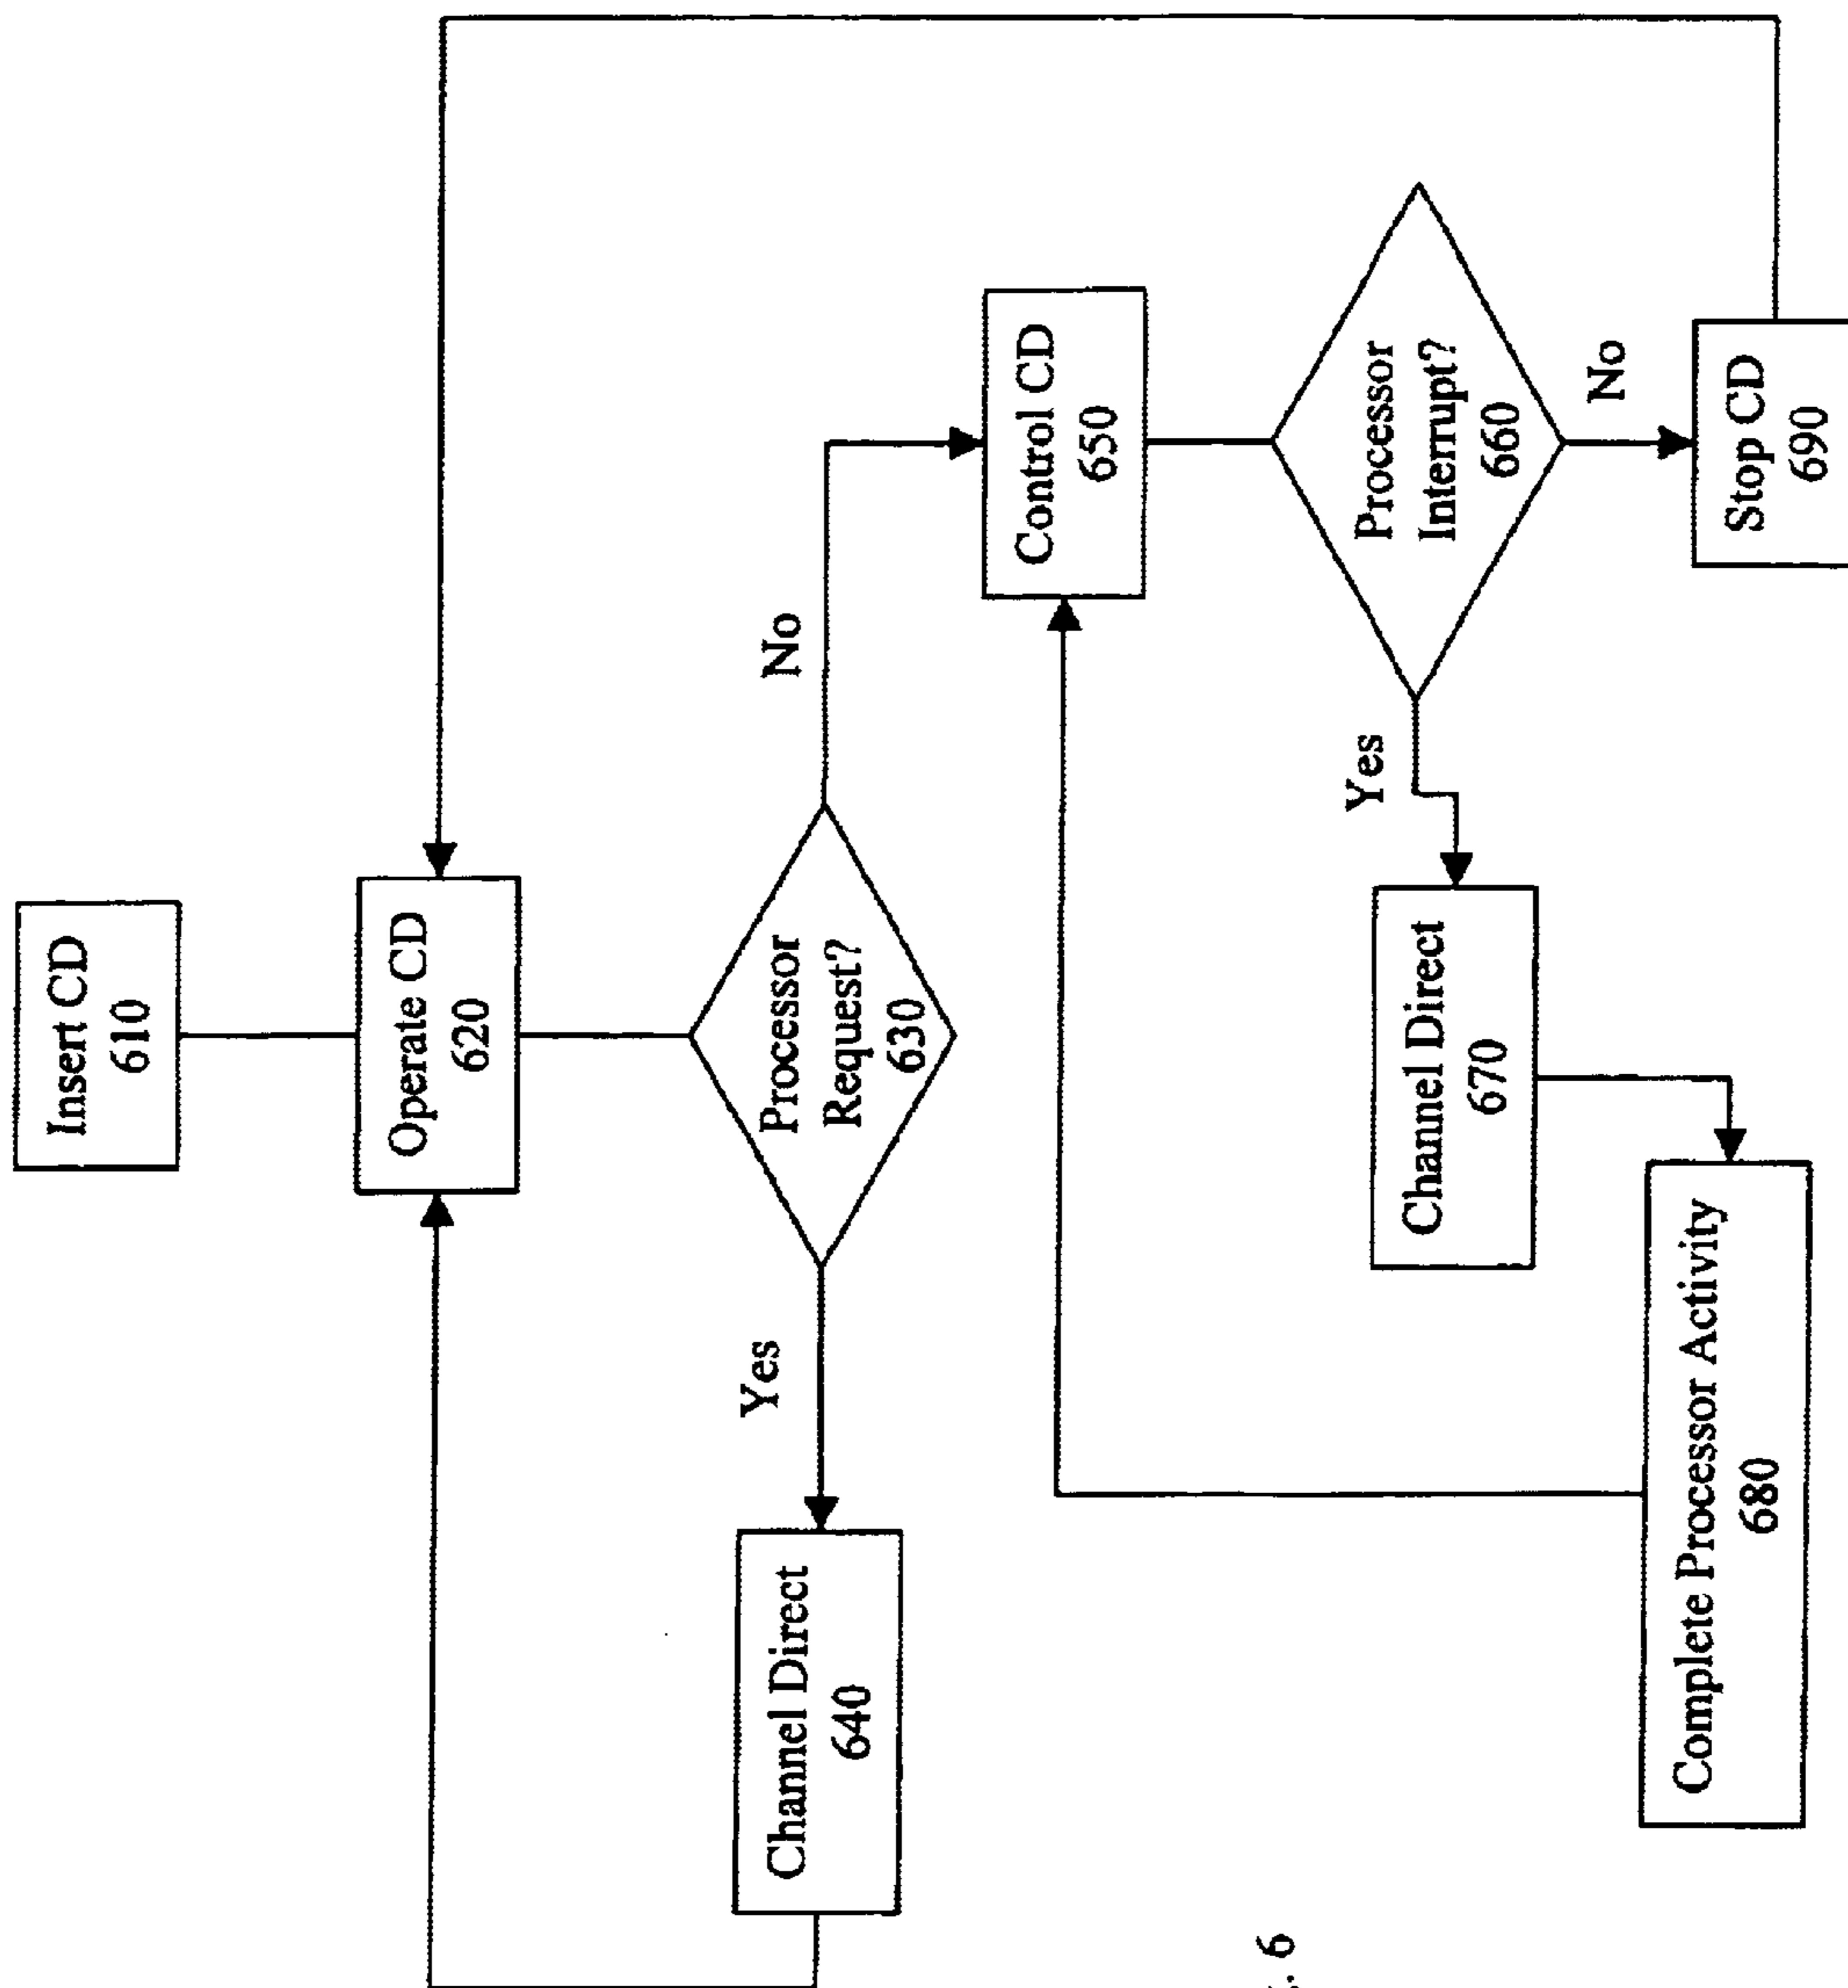 Insert CD
610
Operate CD
620
Processor
Request?
630
Yes
No
Channel Direct
640
Control CD
650
Processor
Interrupt?
660
Yes
No
Channel Direct
670
Complete Processor Activity
680
Stop CD
690
. 6